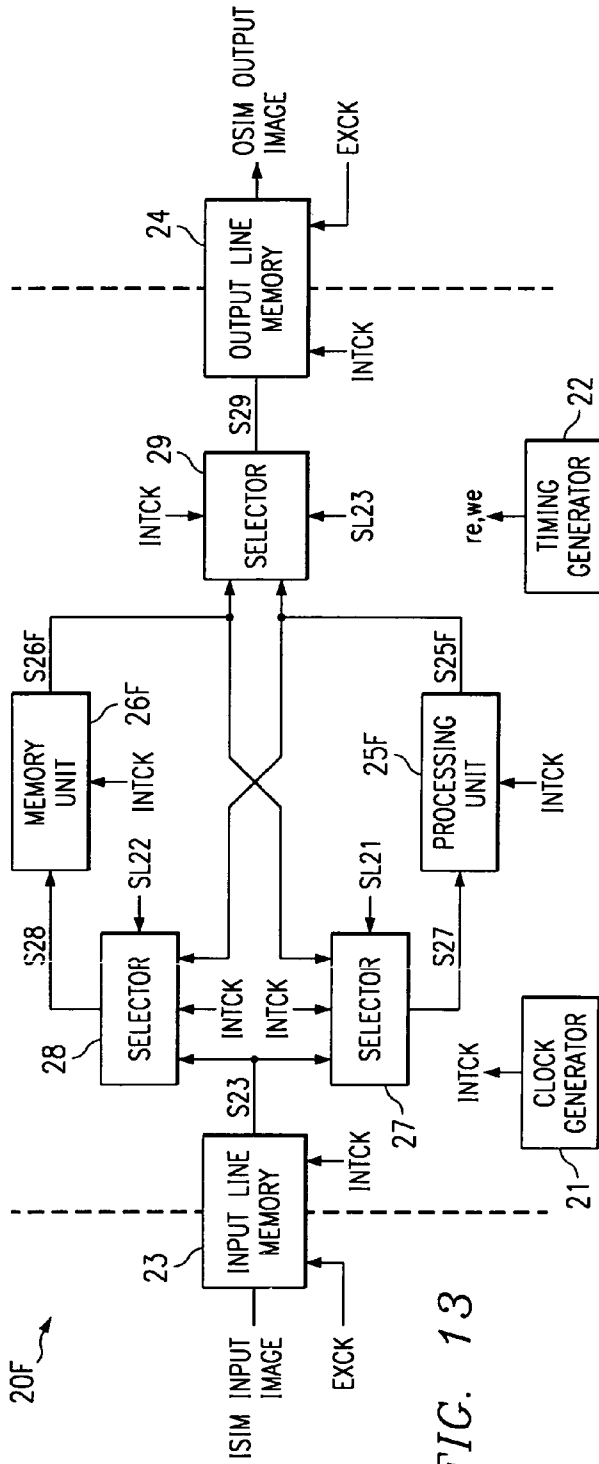 20F
ISIM INPUT
IMAGE
EXCK
23
INPUT LINE
MEMORY
INTCK
S23
28
SELECTOR
SL22
INTCK
S28
MEMORY
UNIT
26F
INTCK
S26F
27
SELECTOR
SL21
INTCK
S27
PROCESSING
UNIT
25F
INTCK
S25F
29
SELECTOR
INTCK
SL23
S29
24
OUTPUT LINE
MEMORY
INTCK
EXCK
OSIM OUTPUT
IMAGE
INTCK
CLOCK
GENERATOR
21
re,we
TIMING
GENERATOR
22
FIG. 13